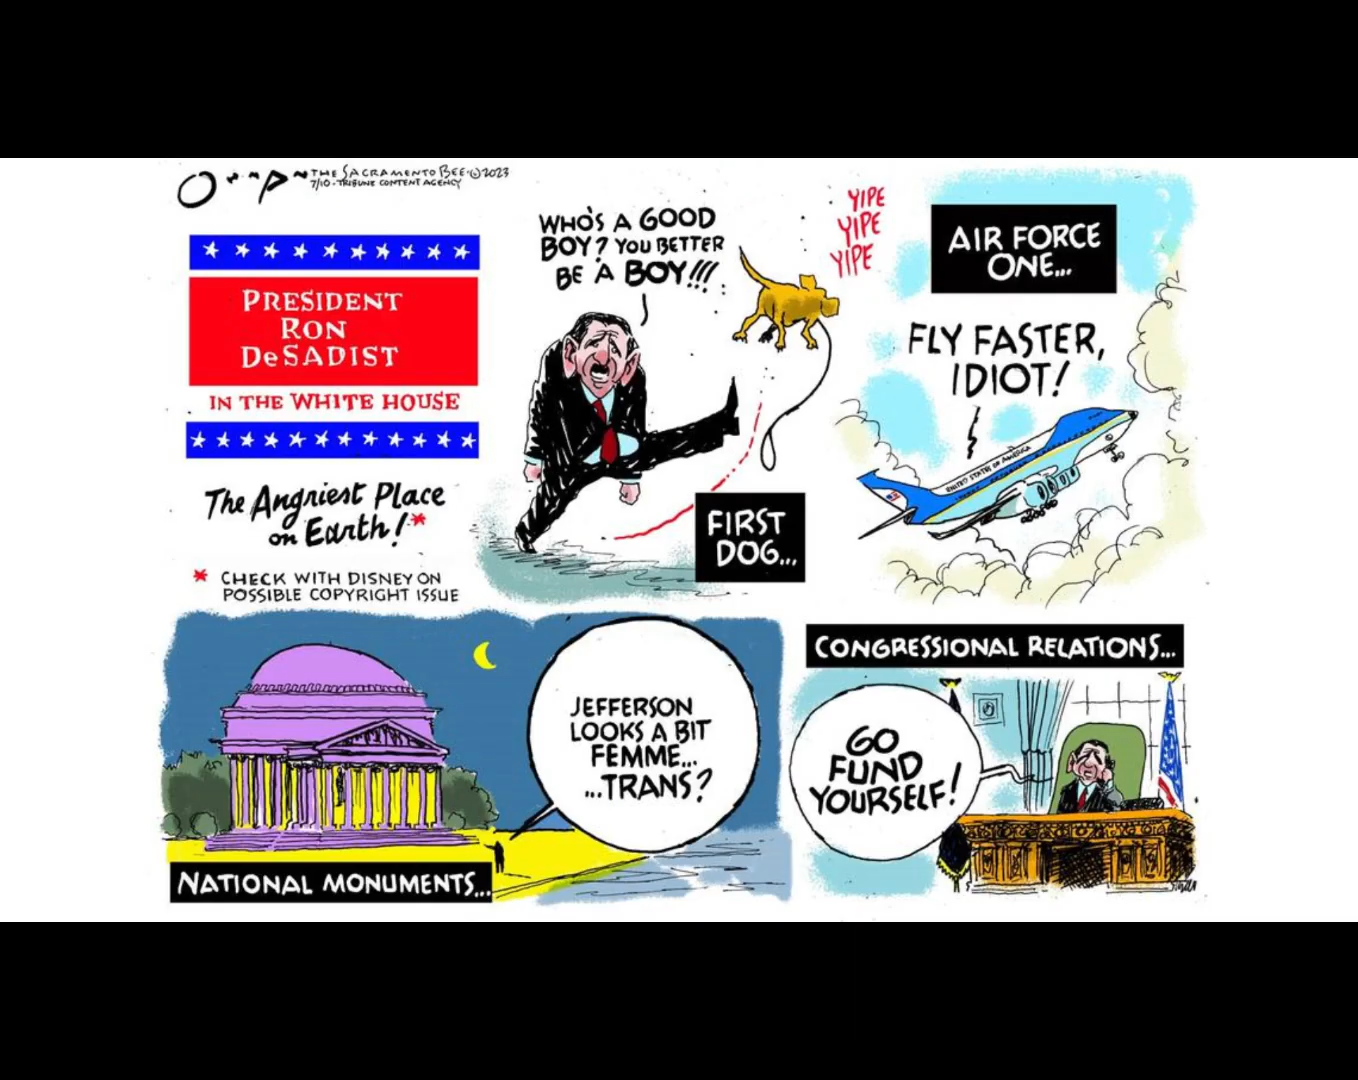 OHMAN THE SACRAMENTO BEE © 2023
7/10 - TRIBUNE CONTENT AGENCY
PRESIDENT
RON
DeSADIST
IN THE WHITE HOUSE
The Angriest Place
on Earth!*
* CHECK WITH DISNEY ON
POSSIBLE COPYRIGHT ISSUE
WHO'S A GOOD
BOY? YOU BETTER
BE A BOY!!!
YIPE
YIPE
YIPE
FIRST
DOG...
AIR FORCE
ONE...
FLY FASTER,
IDIOT!
UNITED STATES OF AMERICA
JEFFERSON
LOOKS A BIT
FEMME...
...TRANS?
NATIONAL MONUMENTS...
CONGRESSIONAL RELATIONS...
GO
FUND
YOURSELF!